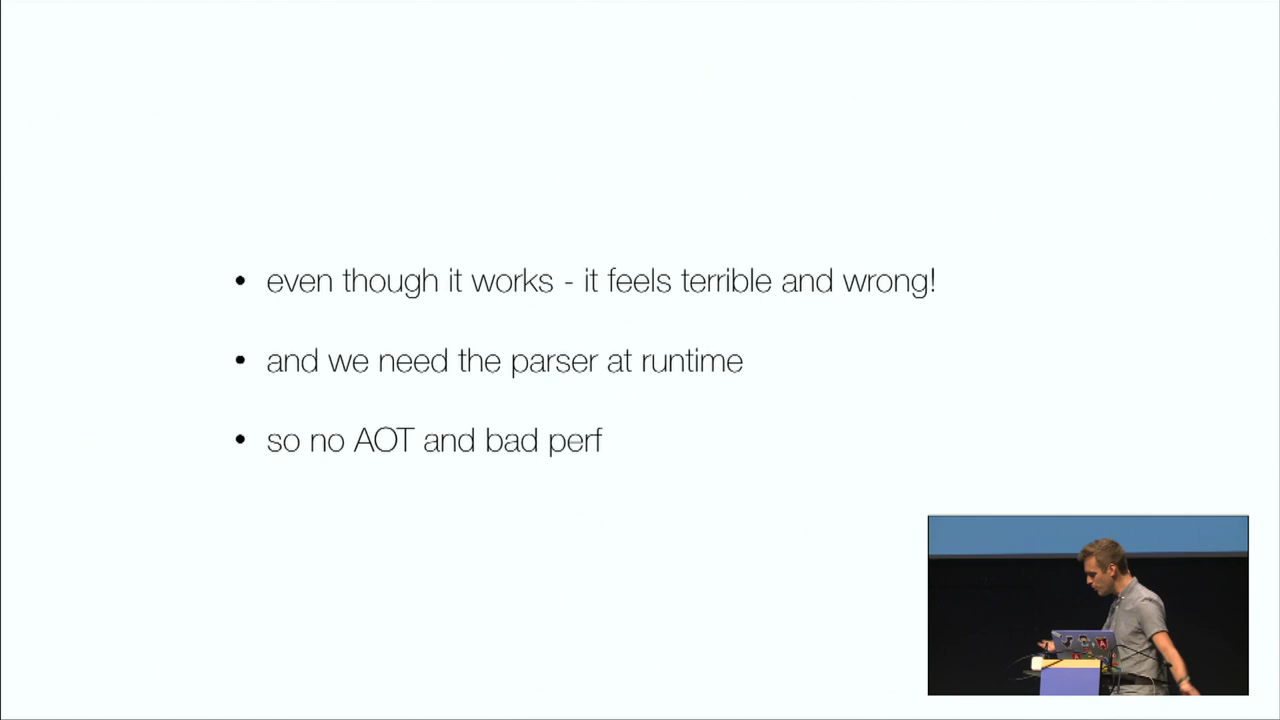 • even though it works - it feels terrible and wrong!
• and we need the parser at runtime
• so no AOT and bad perf